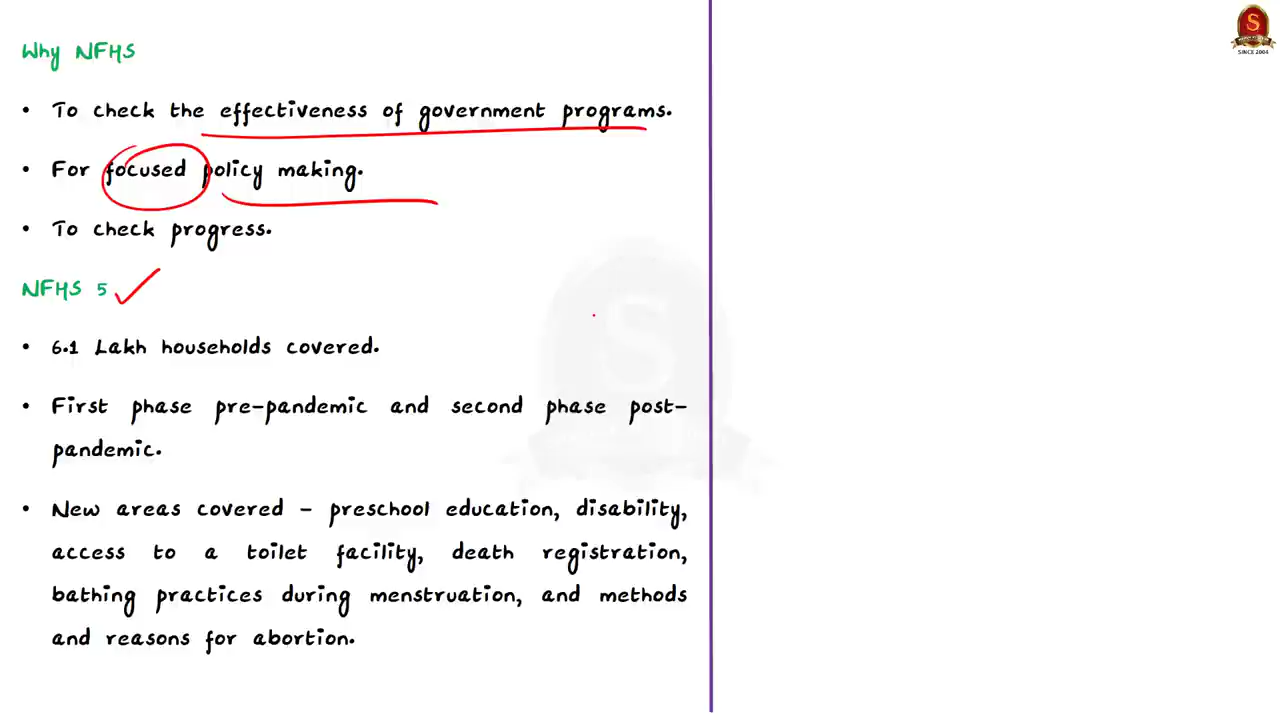 Why NFHS
• To check the effectiveness of government programs.
• For focused policy making.
• To check progress.
NFHS 5
• 6.1 Lakh households covered.
• First phase pre-pandemic and second phase post-
pandemic.
• New areas covered – preschool education, disability,
access to a toilet facility, death registration,
bathing practices during menstruation, and methods
and reasons for abortion.
S
SINCE 2004
S